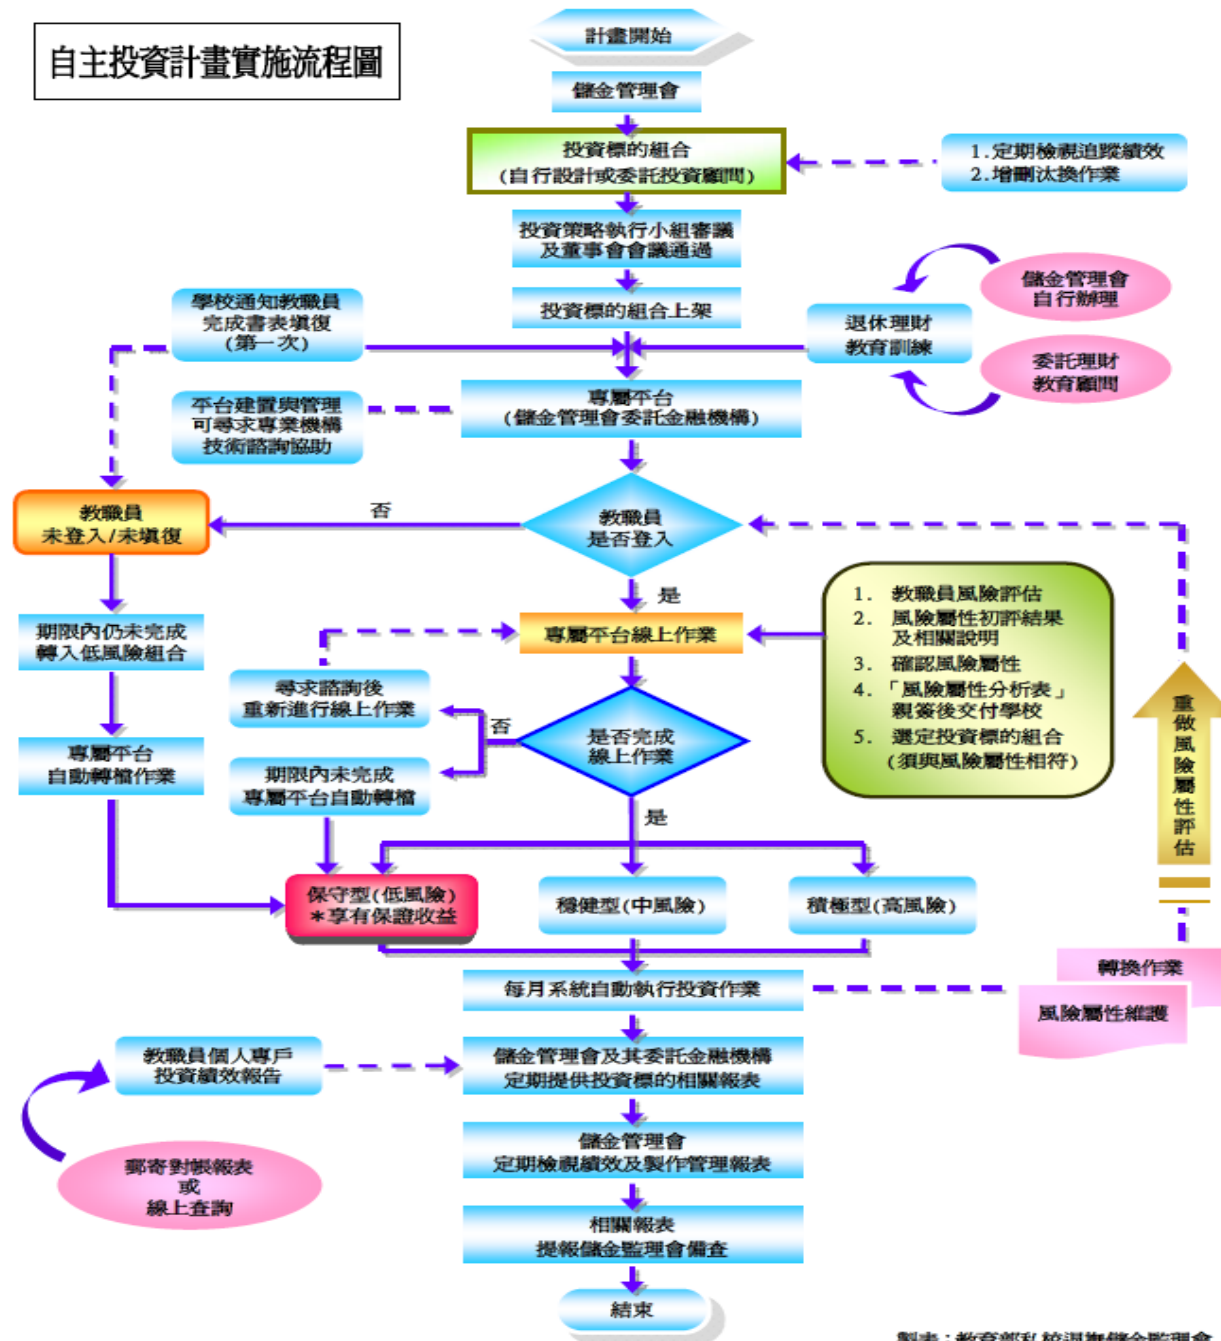 自主投資計畫實施流程圖
計畫開始
儲金管理會
投資標的組合
(自行設計或委託投資顧問)
1.定期檢視追蹤績效
2.增刪汰換作業
投資策略執行小組審議
及董事會會議通過
投資標的組合上架
學校通知教職員
完成書表填復
(第一次)
退休理財
教育訓練
儲金管理會
自行辦理
委託理財
教育顧問
平台建置與管理
可尋求專業機構
技術諮詢協助
專屬平台
(儲金管理會委託金融機構)
教職員
未登入/未填復
否
教職員
是否登入
是
期限內仍未完成
轉入低風險組合
專屬平台線上作業
1. 教職員風險評估
2. 風險屬性初評結果
及相關說明
3. 確認風險屬性
4. 「風險屬性分析表」
親簽後交付學校
5. 選定投資標的組合
(須與風險屬性相符)
重做風險屬性評估
尋求諮詢後
重新進行線上作業
否
是否完成
線上作業
專屬平台
自動轉檔作業
期限內未完成
專屬平台自動轉檔
是
保守型(低風險)
*享有保證收益
穩健型(中風險)
積極型(高風險)
轉換作業
風險屬性維護
每月系統自動執行投資作業
教職員個人專戶
投資績效報告
儲金管理會及其委託金融機構
定期提供投資標的相關報表
郵寄對帳報表
或
線上查詢
儲金管理會
定期檢視績效及製作管理報表
相關報表
提報儲金監理會備查
結束
製表：教育部私校退撫儲金監理會